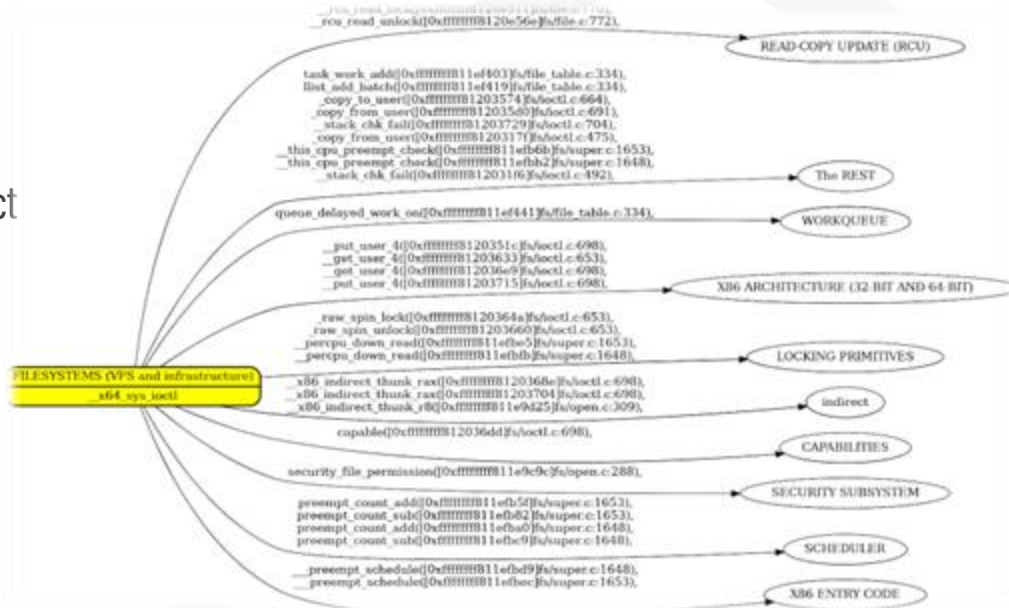 __rcu_read_unlock([0xffffffff8120e56e]fs/file.c:772),
READ-COPY UPDATE (RCU)
task_work_add([0xffffffff811ef403]fs/file_table.c:334),
llist_add_batch([0xffffffff811ef419]fs/file_table.c:334),
_copy_to_user([0xffffffff81203574]fs/ioctl.c:664),
_copy_from_user([0xffffffff812035d0]fs/ioctl.c:691),
__stack_chk_fail([0xffffffff81203729]fs/ioctl.c:704),
_copy_from_user([0xffffffff8120317f]fs/ioctl.c:475),
__this_cpu_preempt_check([0xffffffff811efb6b]fs/super.c:1653),
__this_cpu_preempt_check([0xffffffff811efbb2]fs/super.c:1648),
__stack_chk_fail([0xffffffff812031f6]fs/ioctl.c:492),
The REST
ct
queue_delayed_work_on([0xffffffff811ef441]fs/file_table.c:334),
WORKQUEUE
__put_user_4([0xffffffff8120351c]fs/ioctl.c:698),
__get_user_4([0xffffffff81203633]fs/ioctl.c:653),
__get_user_4([0xffffffff812036e9]fs/ioctl.c:698),
__put_user_4([0xffffffff81203715]fs/ioctl.c:698),
X86 ARCHITECTURE (32-BIT AND 64-BIT)
_raw_spin_lock([0xffffffff8120364a]fs/ioctl.c:653),
_raw_spin_unlock([0xffffffff81203660]fs/ioctl.c:653),
__percpu_down_read([0xffffffff811efbe5]fs/super.c:1653),
__percpu_down_read([0xffffffff811efbfb]fs/super.c:1648),
LOCKING PRIMITIVES
FILESYSTEMS (VFS and infrastructure)
__x64_sys_ioctl
__x86_indirect_thunk_rax([0xffffffff8120368e]fs/ioctl.c:698),
__x86_indirect_thunk_rax([0xffffffff81203704]fs/ioctl.c:698),
__x86_indirect_thunk_r8([0xffffffff811e9d25]fs/open.c:309),
indirect
capable([0xffffffff812036dd]fs/ioctl.c:698),
CAPABILITIES
security_file_permission([0xffffffff811e9c9c]fs/open.c:288),
SECURITY SUBSYSTEM
preempt_count_add([0xffffffff811efb5f]fs/super.c:1653),
preempt_count_sub([0xffffffff811efb82]fs/super.c:1653),
preempt_count_add([0xffffffff811efba0]fs/super.c:1648),
preempt_count_sub([0xffffffff811efbc9]fs/super.c:1648),
SCHEDULER
___preempt_schedule([0xffffffff811efbd9]fs/super.c:1648),
___preempt_schedule([0xffffffff811efbec]fs/super.c:1653),
X86 ENTRY CODE